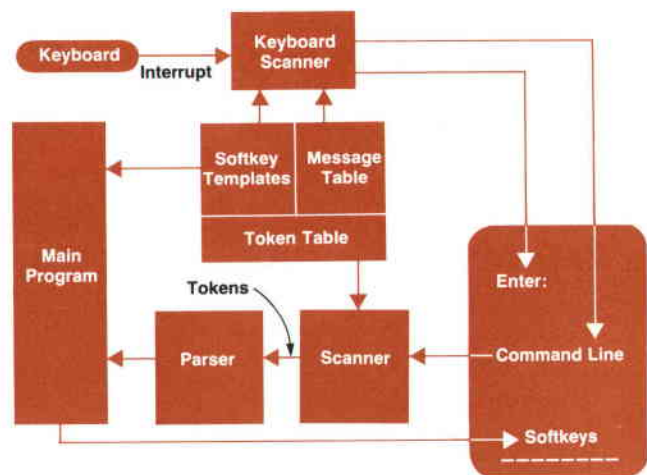 Keyboard
Interrupt
Keyboard
Scanner
Softkey
Templates
Message
Table
Token Table
Main
Program
Tokens
Parser
Scanner
Enter:
Command Line
Softkeys